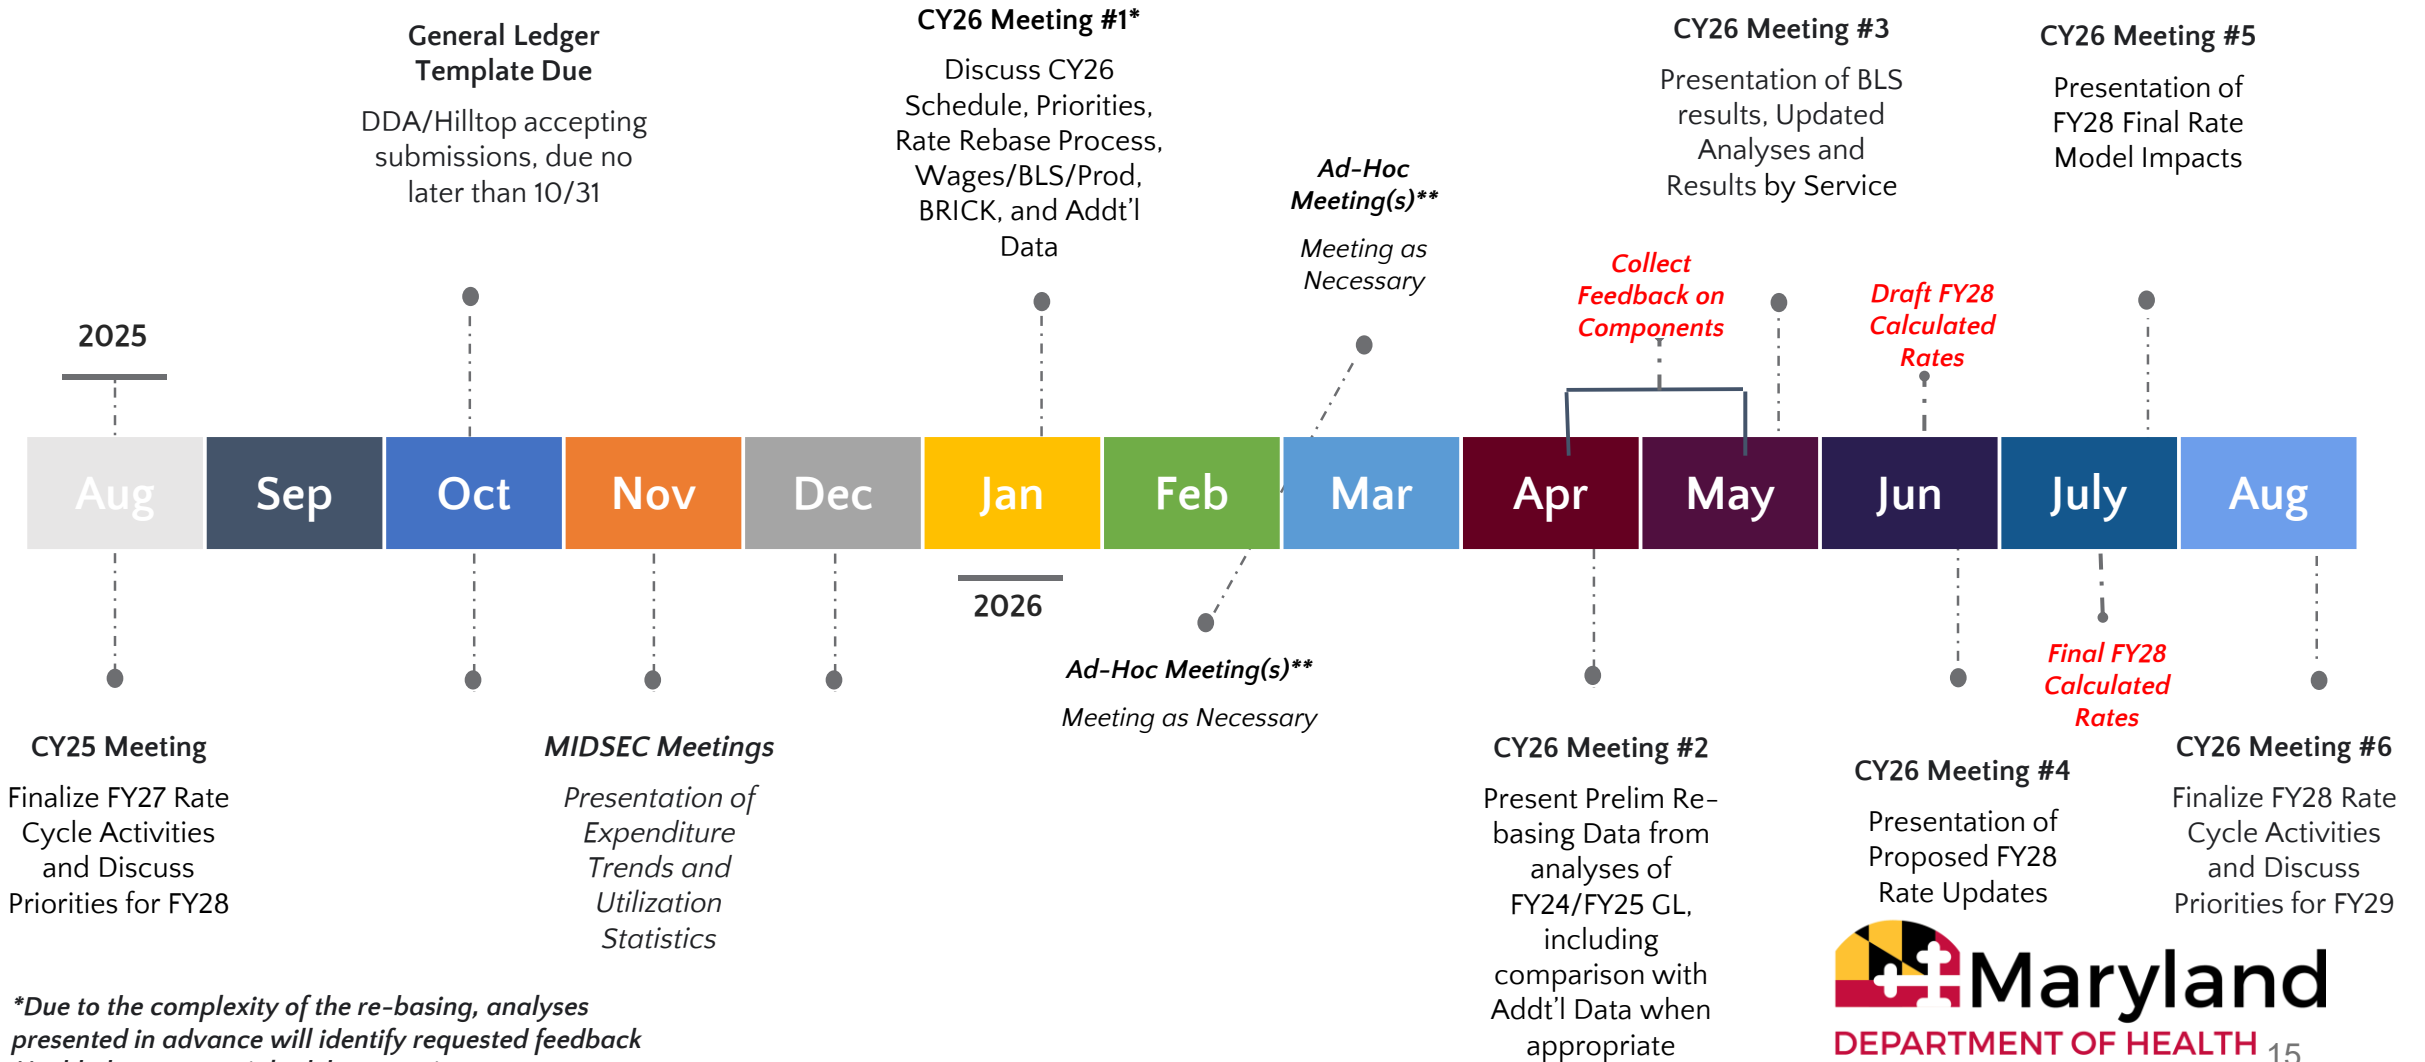 General Ledger
Template Due
DDA/Hilltop accepting
submissions, due no
later than 10/31
CY26 Meeting #1*
Discuss CY26
Schedule, Priorities,
Rate Rebase Process,
Wages/BLS/Prod,
BRICK, and Addt'l
Data
Ad-Hoc
Meeting(s)**
Meeting as
Necessary
CY26 Meeting #3
Presentation of BLS
results, Updated
Analyses and
Results by Service
CY26 Meeting #5
Presentation of
FY28 Final Rate
Model Impacts
Collect
Feedback on
Components
Draft FY28
Calculated
Rates
2025
Aug
Sep
Oct
Nov
Dec
Jan
Feb
Mar
Apr
May
Jun
July
Aug
2026
Ad-Hoc Meeting(s)**
Meeting as Necessary
Final FY28
Calculated
Rates
CY25 Meeting
Finalize FY27 Rate
Cycle Activities
and Discuss
Priorities for FY28
MIDSEC Meetings
Presentation of
Expenditure
Trends and
Utilization
Statistics
CY26 Meeting #2
Present Prelim Re-
basing Data from
analyses of
FY24/FY25 GL,
including
comparison with
Addt'l Data when
appropriate
CY26 Meeting #4
Presentation of
Proposed FY28
Rate Updates
CY26 Meeting #6
Finalize FY28 Rate
Cycle Activities
and Discuss
Priorities for FY29
*Due to the complexity of the re-basing, analyses
presented in advance will identify requested feedback
Maryland
DEPARTMENT OF HEALTH
15